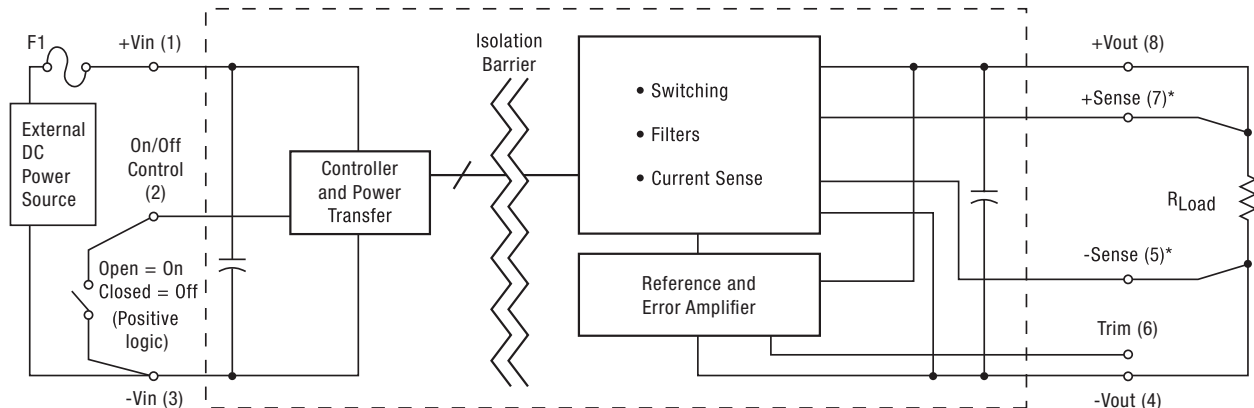 F1
+Vin (1)
External
DC
Power
Source
On/Off
Control
(2)
Open = On
Closed = Off
(Positive
logic)
-Vin (3)
Controller
and Power
Transfer
Isolation
Barrier
• Switching
• Filters
• Current Sense
Reference and
Error Amplifier
+Vout (8)
+Sense (7)*
RLoad
-Sense (5)*
Trim (6)
-Vout (4)